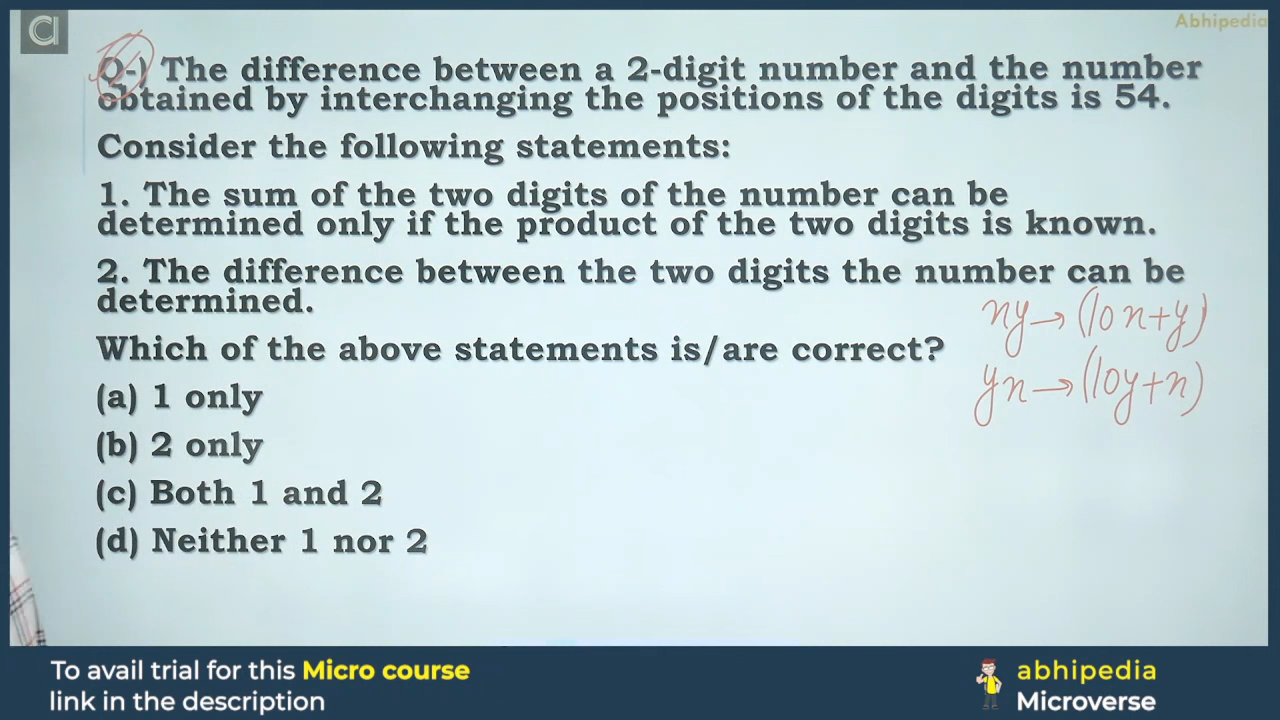 Abhipedia
Q-) The difference between a 2-digit number and the number
obtained by interchanging the positions of the digits is 54.
Consider the following statements:
1. The sum of the two digits of the number can be
determined only if the product of the two digits is known.
2. The difference between the two digits the number can be
determined.
xy→(10x+y)
Which of the above statements is/are correct?
yx→(10y+x)
(a) 1 only
(b) 2 only
(c) Both 1 and 2
(d) Neither 1 nor 2
To avail trial for this Micro course
link in the description
abhipedia
Microverse